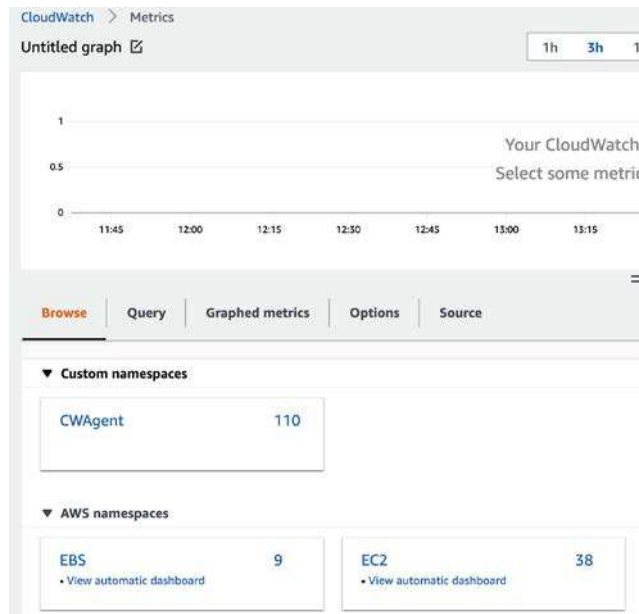 CloudWatch > Metrics
Untitled graph
1h 3h
1
0.5
0
Your CloudWatch
Select some metric
11:45 12:00 12:15 12:30 12:45 13:00 13:15
Browse Query Graphed metrics Options Source
▼ Custom namespaces
CWAgent 110
▼ AWS namespaces
EBS 9 EC2 38
• View automatic dashboard • View automatic dashboard